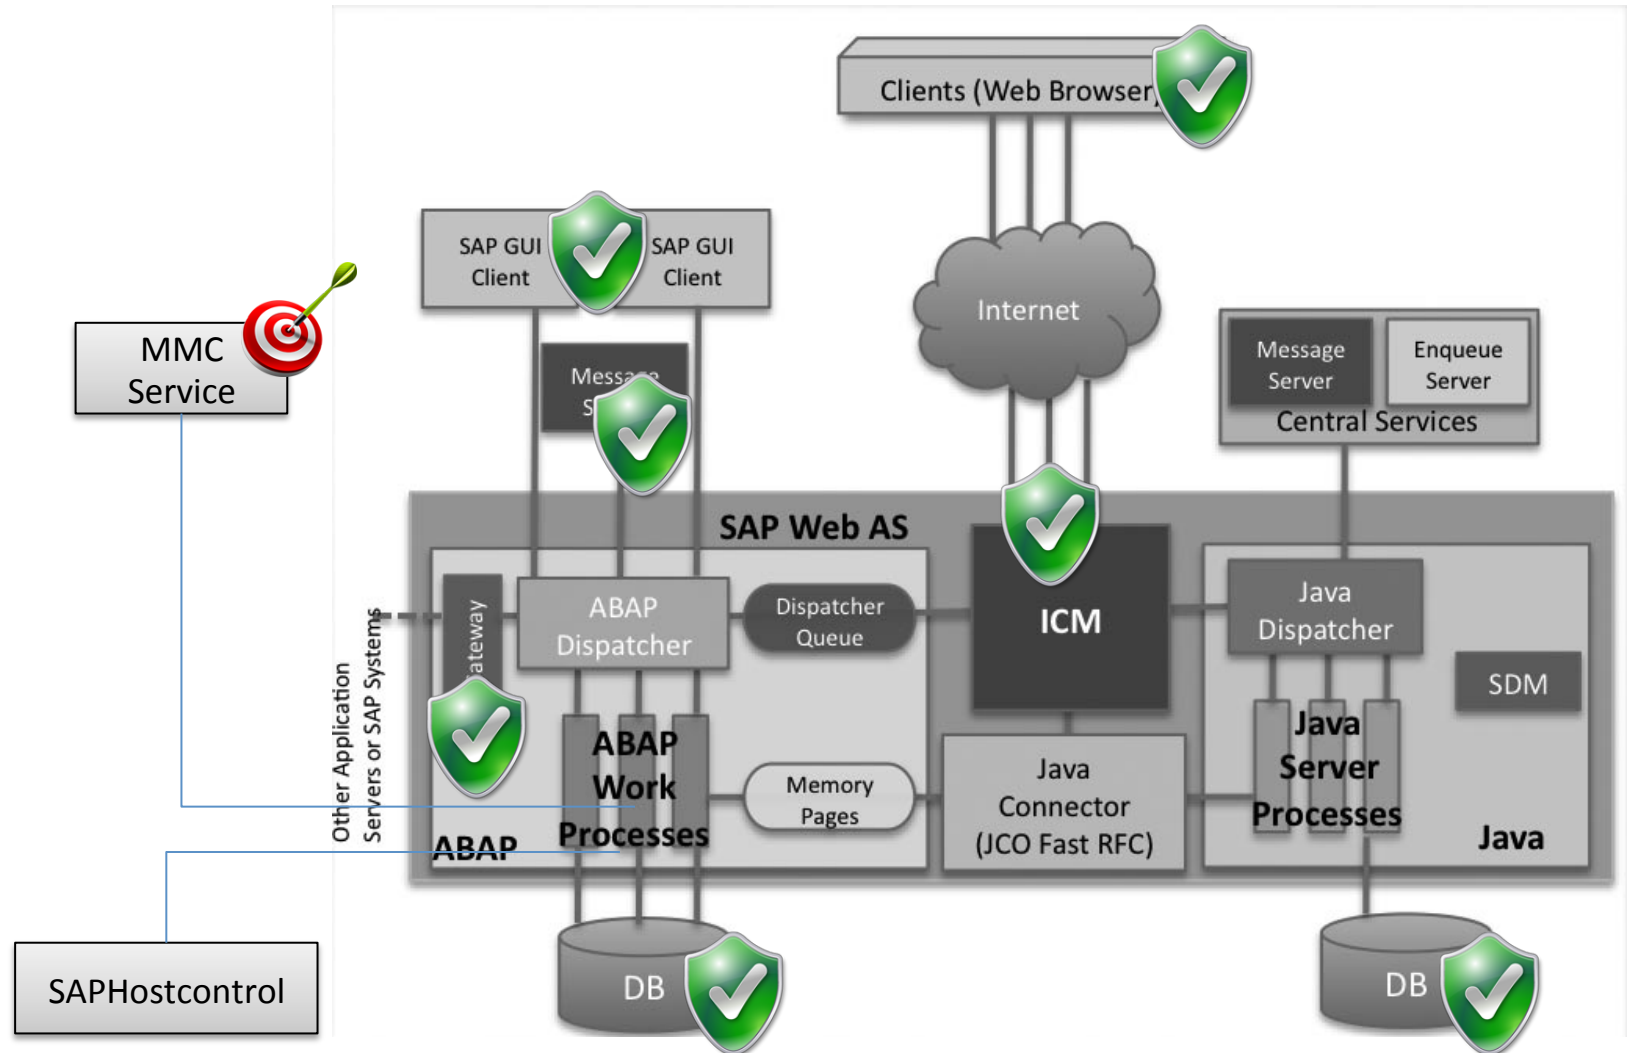 Clients (Web Browser)
SAP GUI
Client
SAP GUI
Client
MMC
Service
Internet
Message
Message
Server
Enqueue
Server
Central Services
SAP Web AS
Other Application
Servers or SAP Systems
ateway
ABAP
Dispatcher
Dispatcher
Queue
ICM
Java
Dispatcher
SDM
ABAP
Work
Processes
Memory
Pages
Java
Connector
(JCO Fast RFC)
Java
Server
Processes
ABAP
Java
SAPHostcontrol
DB
DB